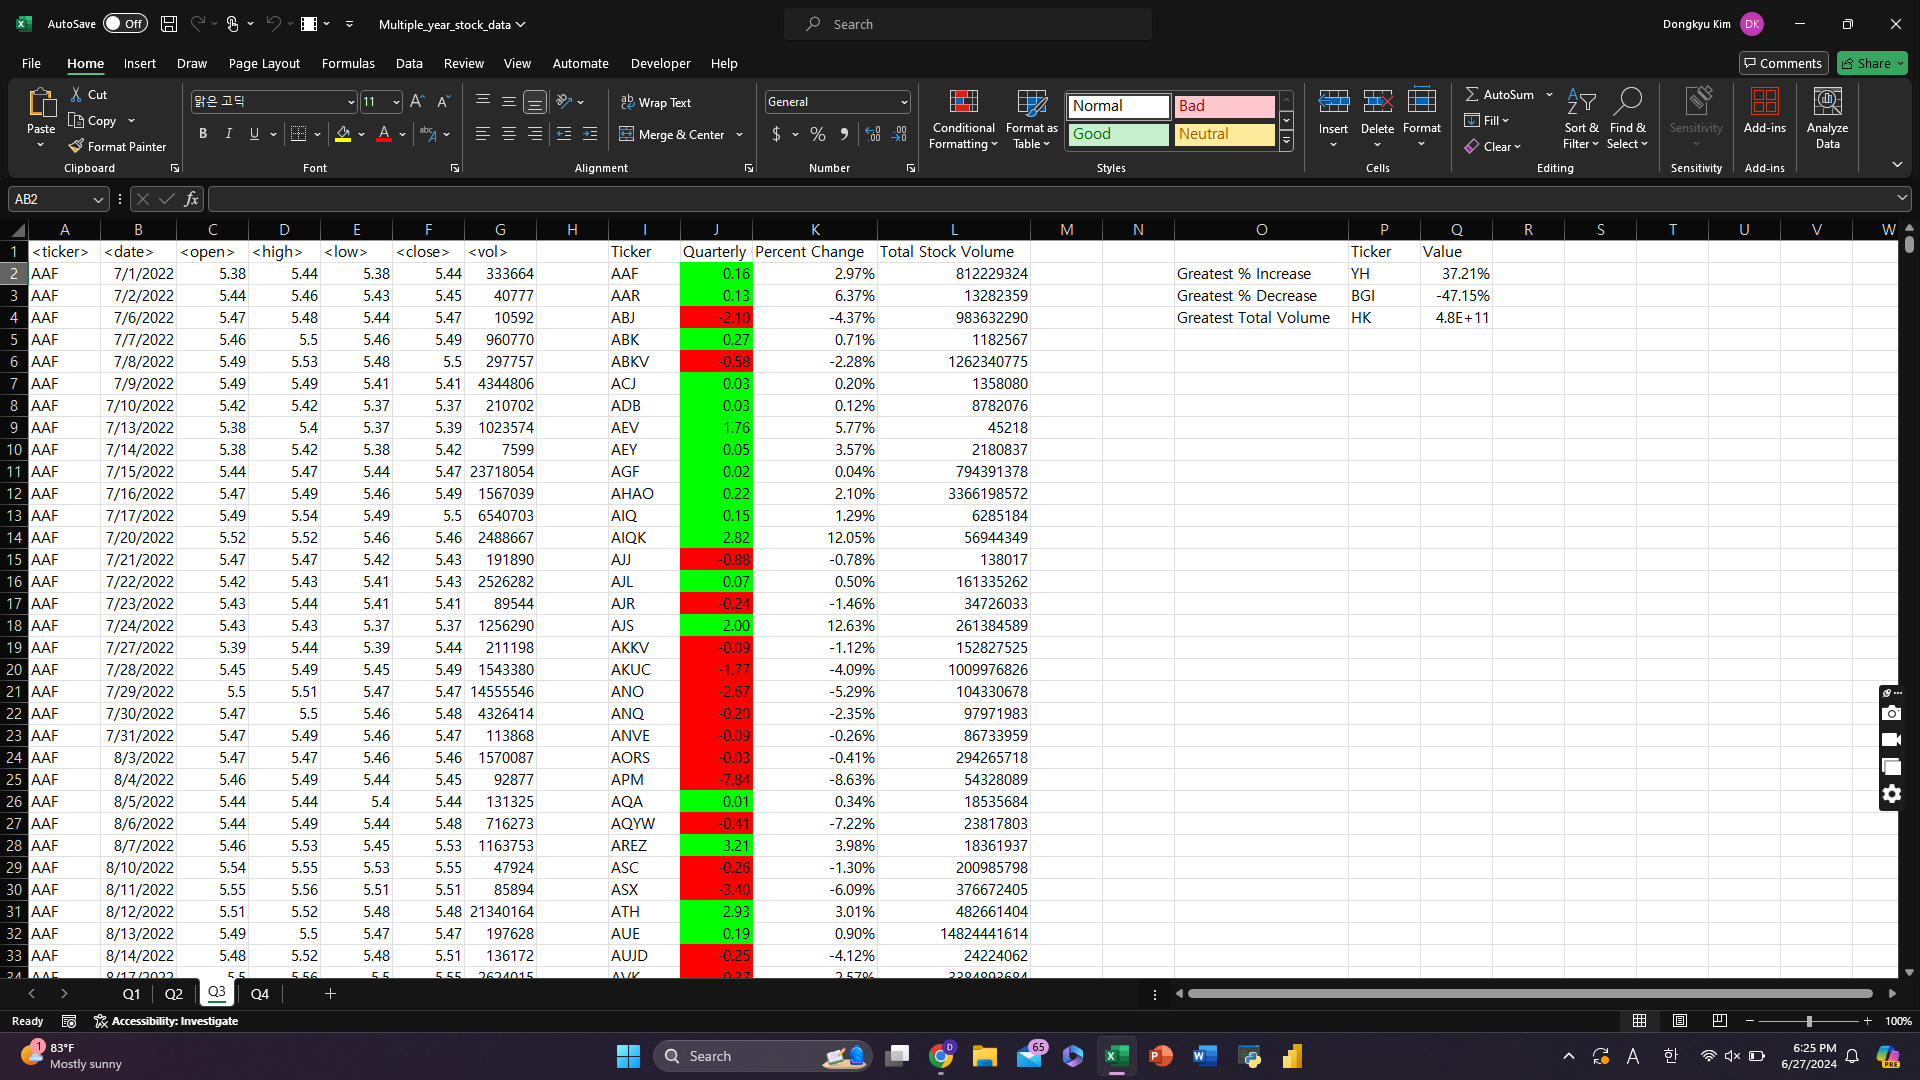 AutoSave Off Multiple_year_stock_data Search Dongkyu Kim DK
File Home Insert Draw Page Layout Formulas Data Review View Automate Developer Help Comments Share
Paste Cut Copy Format Painter Clipboard
맑은 고딕 11 B I U Font
Wrap Text Merge & Center Alignment
General $ % Number
Conditional Formatting Format as Table Normal Bad Good Neutral Styles
Insert Delete Format Cells
AutoSum Fill Clear Sort & Filter Find & Select Editing
Sensitivity Sensitivity Add-ins Add-ins Analyze Data
AB2 fx
A B C D E F G H I J K L M N O P Q R S T U V W
1 <ticker> <date> <open> <high> <low> <close> <vol> Ticker Quarterly Percent Change Total Stock Volume Ticker Value
2 AAF 7/1/2022 5.38 5.44 5.38 5.44 333664 AAF 0.16 2.97% 812229324 Greatest % Increase YH 37.21%
3 AAF 7/2/2022 5.44 5.46 5.43 5.45 40777 AAR 0.13 6.37% 13282359 Greatest % Decrease BGI -47.15%
4 AAF 7/6/2022 5.47 5.48 5.44 5.47 10592 ABJ -2.10 -4.37% 983632290 Greatest Total Volume HK 4.8E+11
5 AAF 7/7/2022 5.46 5.5 5.46 5.49 960770 ABK 0.27 0.71% 1182567
6 AAF 7/8/2022 5.49 5.53 5.48 5.5 297757 ABKV -0.58 -2.28% 1262340775
7 AAF 7/9/2022 5.49 5.49 5.41 5.41 4344806 ACJ 0.03 0.20% 1358080
8 AAF 7/10/2022 5.42 5.42 5.37 5.37 210702 ADB 0.03 0.12% 8782076
9 AAF 7/13/2022 5.38 5.4 5.37 5.39 1023574 AEV 1.76 5.77% 45218
10 AAF 7/14/2022 5.38 5.42 5.38 5.42 7599 AEY 0.05 3.57% 2180837
11 AAF 7/15/2022 5.44 5.47 5.44 5.47 23718054 AGF 0.02 0.04% 794391378
12 AAF 7/16/2022 5.47 5.49 5.46 5.49 1567039 AHAO 0.22 2.10% 3366198572
13 AAF 7/17/2022 5.49 5.54 5.49 5.5 6540703 AIQ 0.15 1.29% 6285184
14 AAF 7/20/2022 5.52 5.52 5.46 5.46 2488667 AIQK 2.82 12.05% 56944349
15 AAF 7/21/2022 5.47 5.47 5.42 5.43 191890 AJJ -0.88 -0.78% 138017
16 AAF 7/22/2022 5.42 5.43 5.41 5.43 2526282 AJL 0.07 0.50% 161335262
17 AAF 7/23/2022 5.43 5.44 5.41 5.41 89544 AJR -0.24 -1.46% 34726033
18 AAF 7/24/2022 5.43 5.43 5.37 5.37 1256290 AJS 2.00 12.63% 261384589
19 AAF 7/27/2022 5.39 5.44 5.39 5.44 211198 AKKV -0.09 -1.12% 152827525
20 AAF 7/28/2022 5.45 5.49 5.45 5.49 1543380 AKUC -1.77 -4.09% 1009976826
21 AAF 7/29/2022 5.5 5.51 5.47 5.47 14555546 ANO -2.67 -5.29% 104330678
22 AAF 7/30/2022 5.47 5.5 5.46 5.48 4326414 ANQ -0.20 -2.35% 97971983
23 AAF 7/31/2022 5.47 5.49 5.46 5.47 113868 ANVE -0.09 -0.26% 86733959
24 AAF 8/3/2022 5.47 5.47 5.46 5.46 1570087 AORS -0.03 -0.41% 294265718
25 AAF 8/4/2022 5.46 5.49 5.44 5.45 92877 APM -7.84 -8.63% 54328089
26 AAF 8/5/2022 5.44 5.44 5.4 5.44 131325 AQA 0.01 0.34% 18535684
27 AAF 8/6/2022 5.44 5.49 5.44 5.48 716273 AQYW -0.41 -7.22% 23817803
28 AAF 8/7/2022 5.46 5.53 5.45 5.53 1163753 AREZ 3.21 3.98% 18361937
29 AAF 8/10/2022 5.54 5.55 5.53 5.55 47924 ASC -0.26 -1.30% 200985798
30 AAF 8/11/2022 5.55 5.56 5.51 5.51 85894 ASX -3.40 -6.09% 376672405
31 AAF 8/12/2022 5.51 5.52 5.48 5.48 21340164 ATH 2.93 3.01% 482661404
32 AAF 8/13/2022 5.49 5.5 5.47 5.47 197628 AUE 0.19 0.90% 14824441614
33 AAF 8/14/2022 5.48 5.52 5.48 5.51 136172 AUJD -0.25 -4.12% 24224062
34 AAF 8/17/2022 5.5 5.56 5.5 5.55 2624015 AVK
Q1 Q2 Q3 Q4
Ready Accessibility: Investigate 100%
1 83°F Mostly sunny Search D 65 A 한 6:25 PM 6/27/2024 PRE